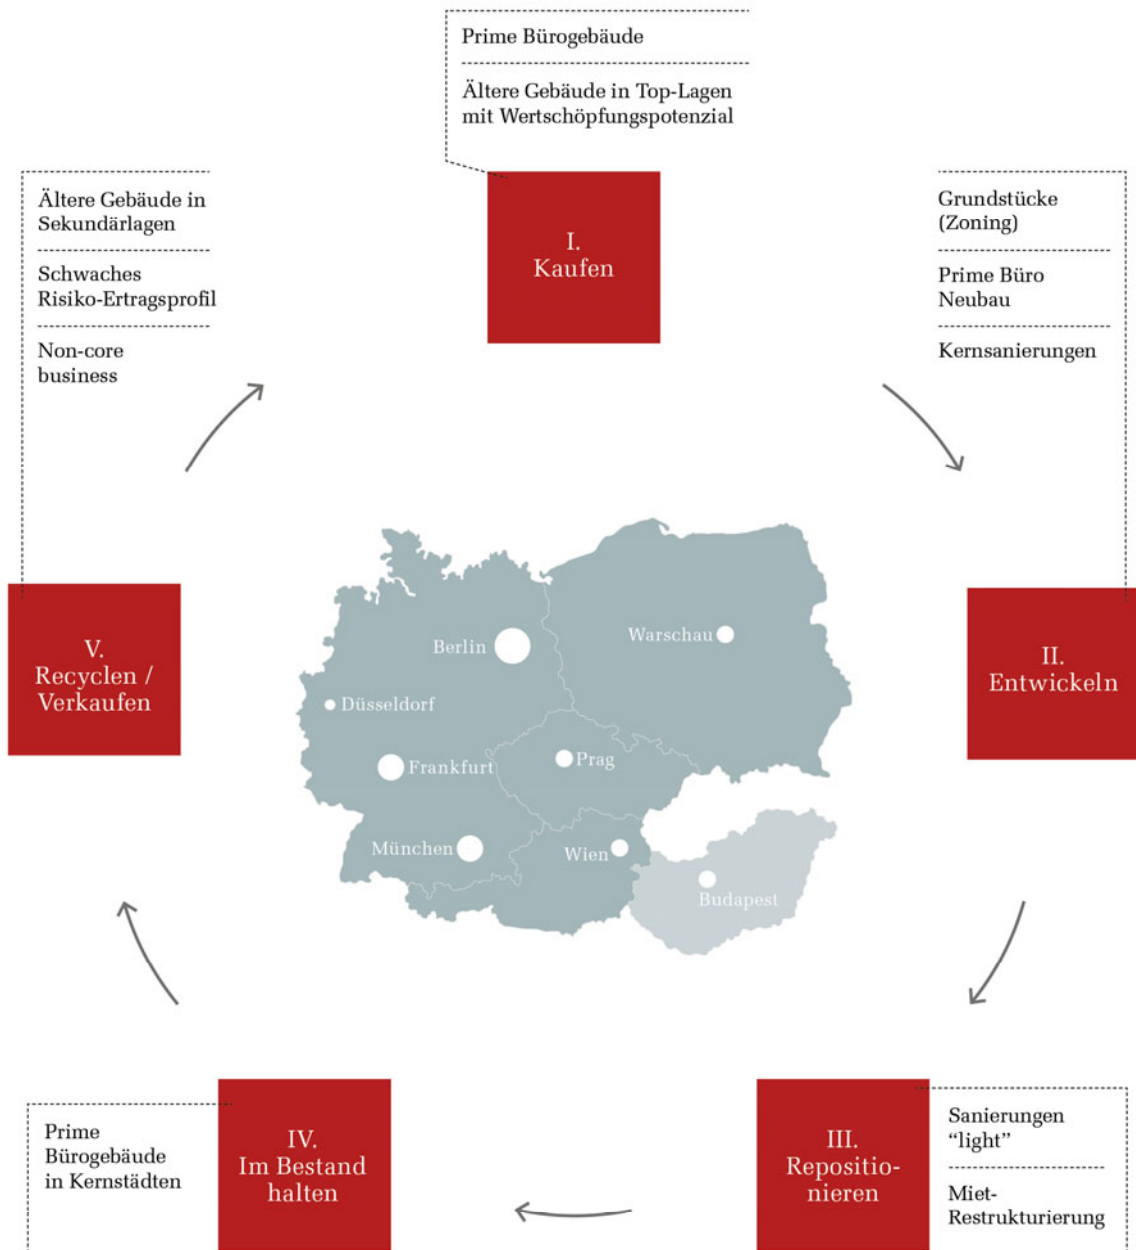 Prime Bürogebäude
Ältere Gebäude in Top-Lagen
mit Wertschöpfungspotenzial
I.
Kaufen
Grundstücke
(Zoning)
Prime Büro
Neubau
Kernsanierungen
II.
Entwickeln
Sanierungen
“light”
Miet-
Restrukturierung
III.
Repositio-
nieren
Prime
Bürogebäude
in Kernstädten
IV.
Im Bestand
halten
Ältere Gebäude in
Sekundärlagen
Schwaches
Risiko-Ertragsprofil
Non-core
business
V.
Recyclen /
Verkaufen
Berlin
Warschau
Düsseldorf
Frankfurt
Prag
München
Wien
Budapest